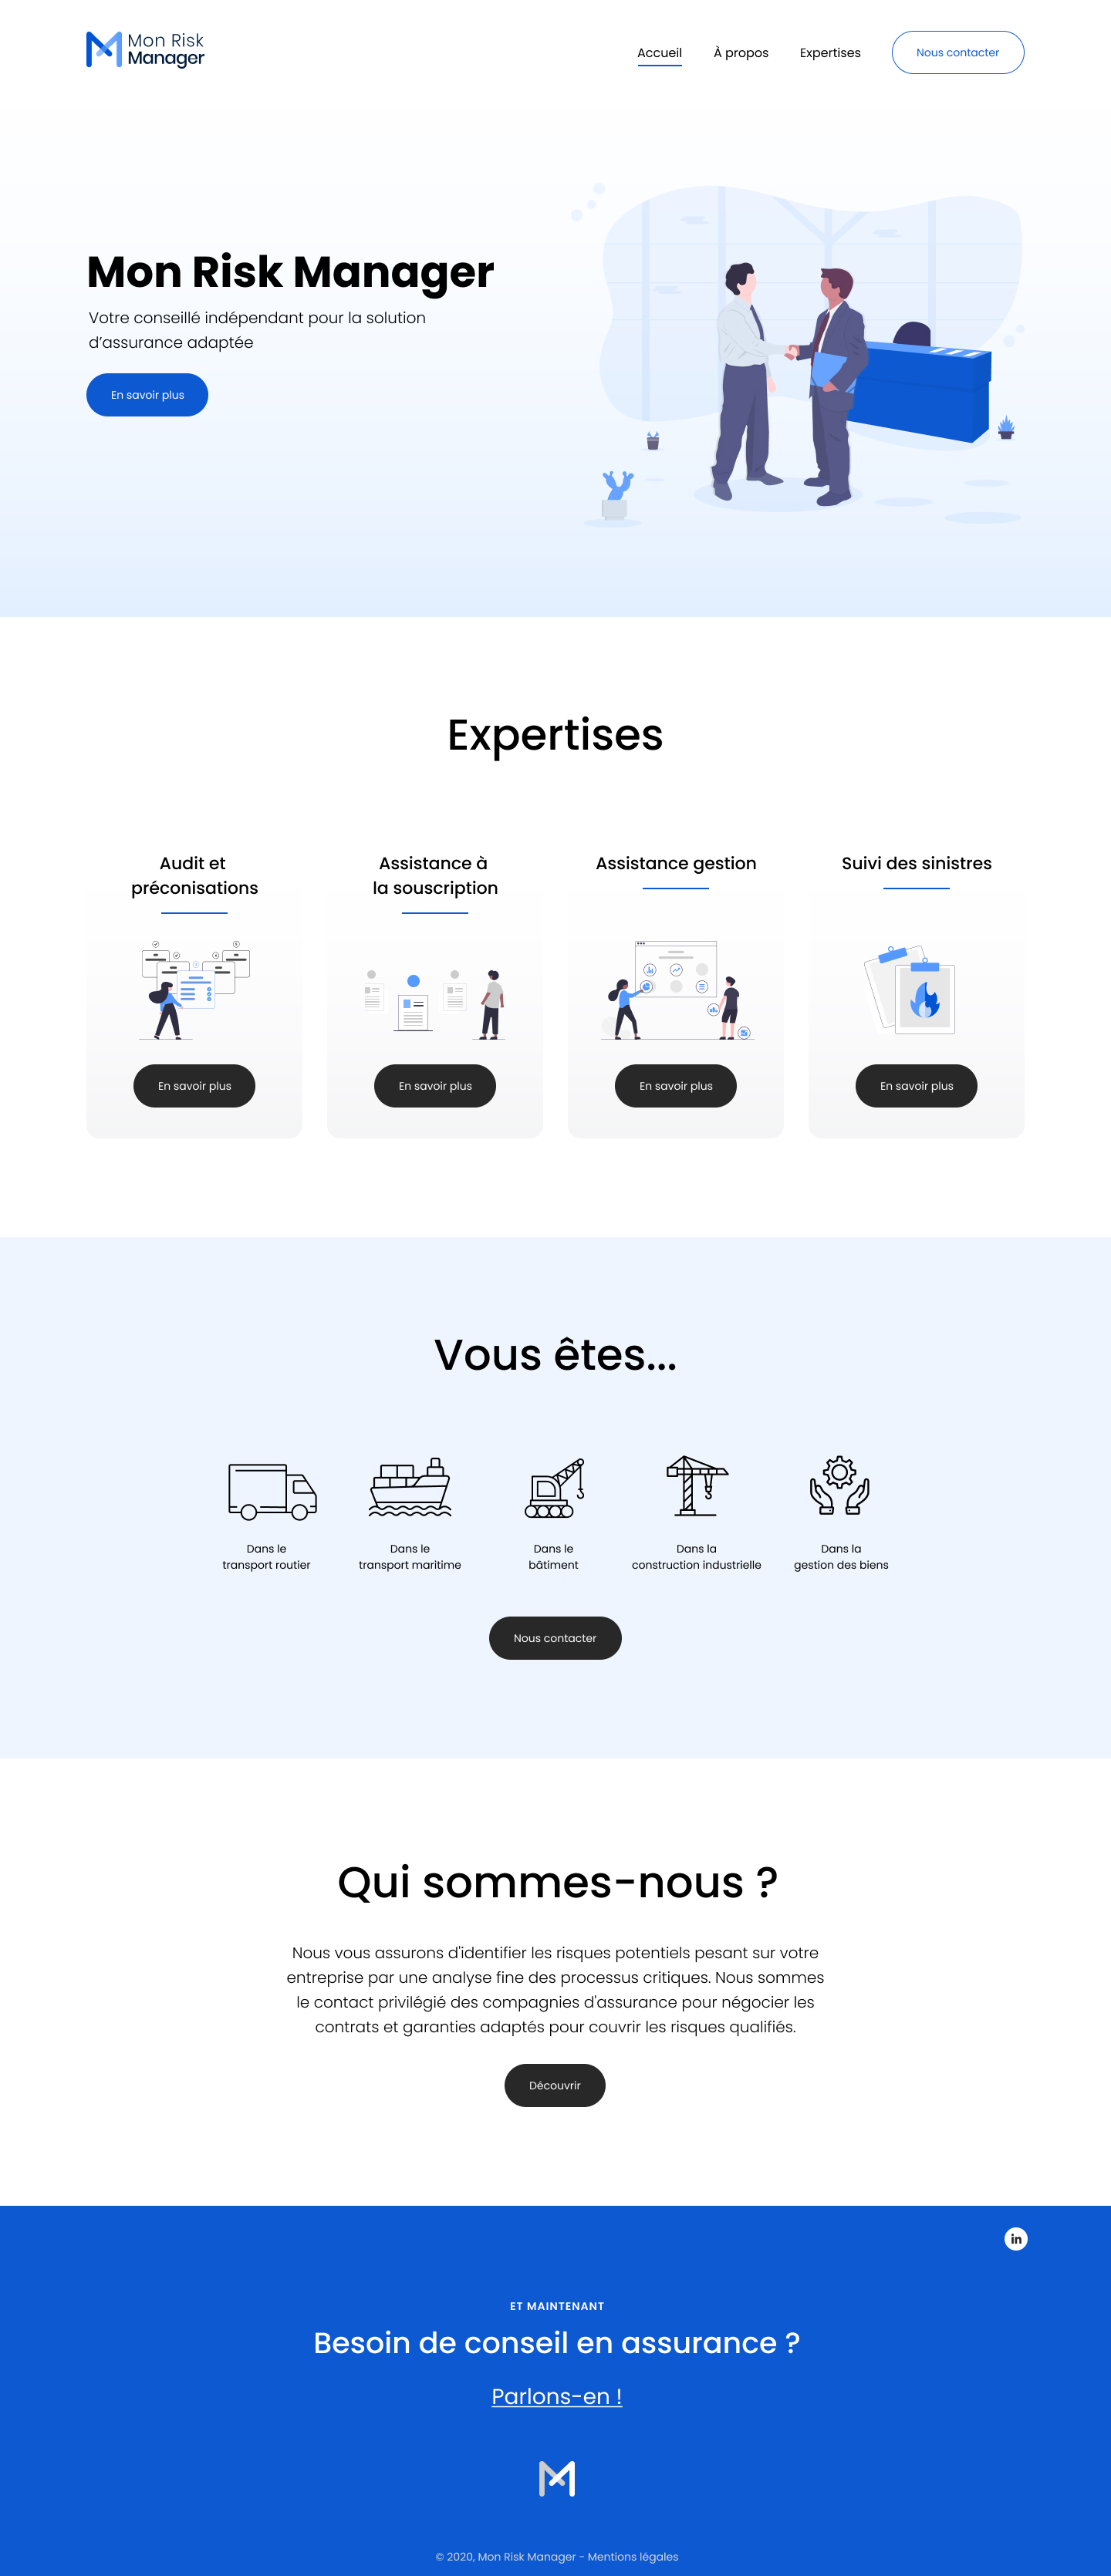 Mon Risk
Manager
Accueil
À propos
Expertises
Nous contacter
Mon Risk Manager
Votre conseillé indépendant pour la solution
d’assurance adaptée
En savoir plus
Expertises
Audit et
préconisations
En savoir plus
Assistance à
la souscription
En savoir plus
Assistance gestion
En savoir plus
Suivi des sinistres
En savoir plus
Vous êtes...
Dans le
transport routier
Dans le
transport maritime
Dans le
bâtiment
Dans la
construction industrielle
Dans la
gestion des biens
Nous contacter
Qui sommes-nous ?
Nous vous assurons d'identifier les risques potentiels pesant sur votre
entreprise par une analyse fine des processus critiques. Nous sommes
le contact privilégié des compagnies d'assurance pour négocier les
contrats et garanties adaptés pour couvrir les risques qualifiés.
Découvrir
in
ET MAINTENANT
Besoin de conseil en assurance ?
Parlons-en !
© 2020, Mon Risk Manager - Mentions légales